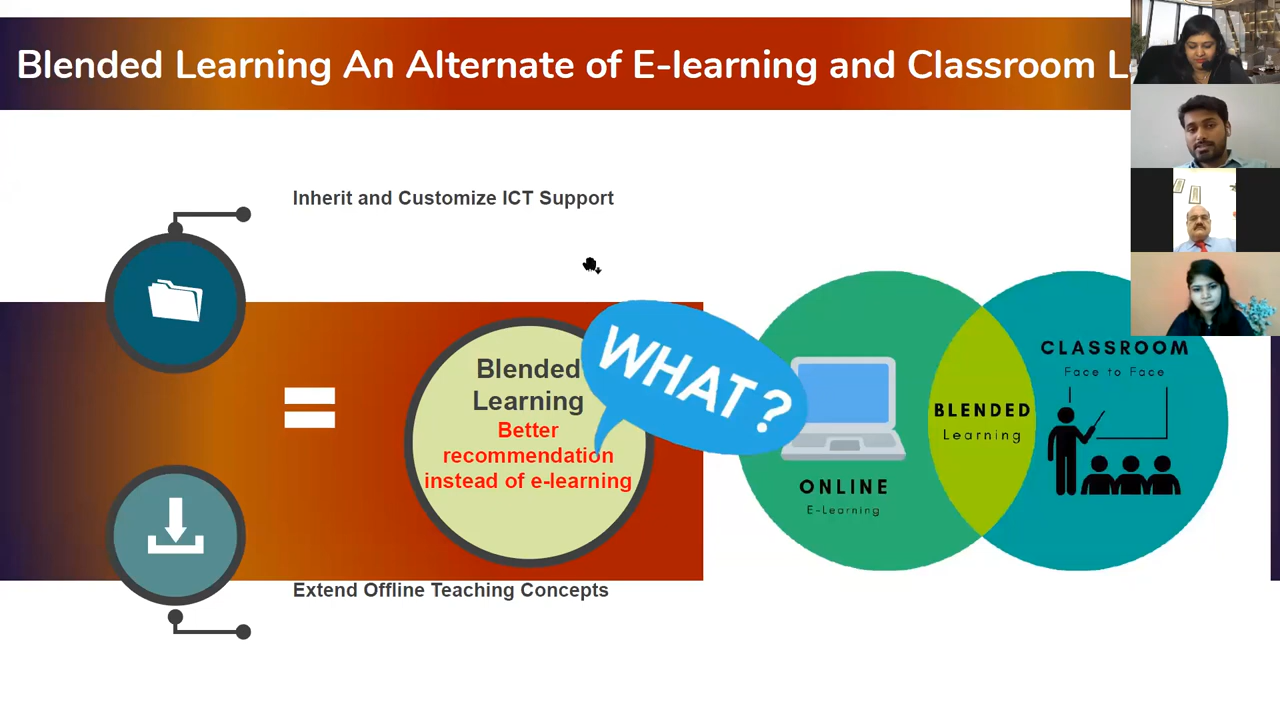 Blended Learning An Alternate of E-learning and Classroom L
Inherit and Customize ICT Support
Blended
Learning
Better
recommendation
instead of e-learning
WHAT?
ONLINE
E-Learning
BLENDED
Learning
CLASSROOM
Face to Face
Extend Offline Teaching Concepts